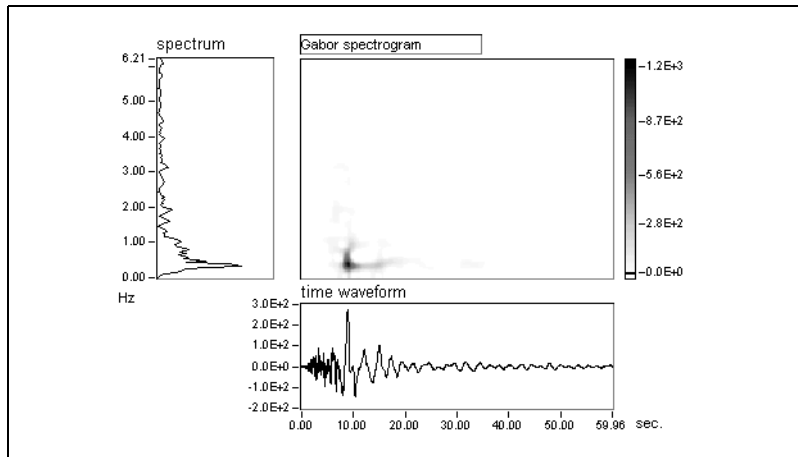 spectrum
Gabor spectrogram
6.21
5.00
4.00
3.00
2.00
1.00
0.00
Hz
1.2E+3
8.7E+2
5.6E+2
2.8E+2
0.0E+0
time waveform
3.0E+2
2.0E+2
1.0E+2
0.0E+0
-1.0E+2
-2.0E+2
0.00
10.00
20.00
30.00
40.00
50.00
59.96
sec.